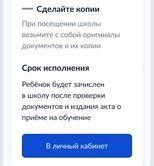 Сделайте копии
При посещении школы
возьмите с собой оригиналы
документов и их копии
Срок исполнения
Ребёнок будет зачислен
в школу после проверки
документов и издания акта о
приёме на обучение
В личный кабинет